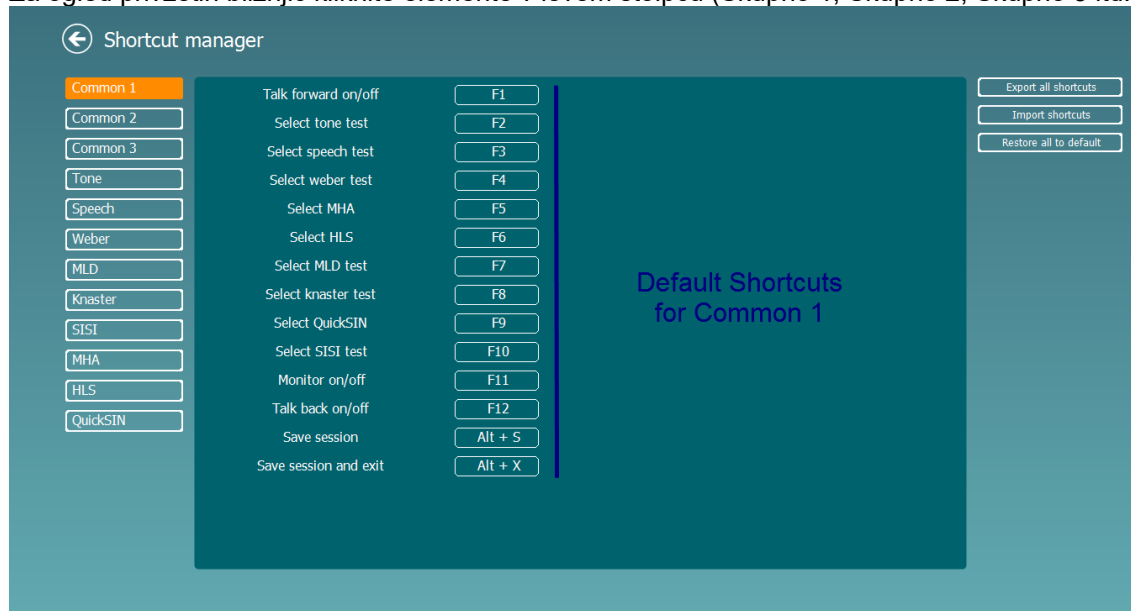 Shortcut manager
Common 1
Common 2
Common 3
Tone
Speech
Weber
MLD
Knaster
SISI
MHA
HLS
QuickSIN
Talk forward on/off F1
Select tone test F2
Select speech test F3
Select weber test F4
Select MHA F5
Select HLS F6
Select MLD test F7
Select knaster test F8
Select QuickSIN F9
Select SISI test F10
Monitor on/off F11
Talk back on/off F12
Save session Alt + S
Save session and exit Alt + X
Default Shortcuts
for Common 1
Export all shortcuts
Import shortcuts
Restore all to default